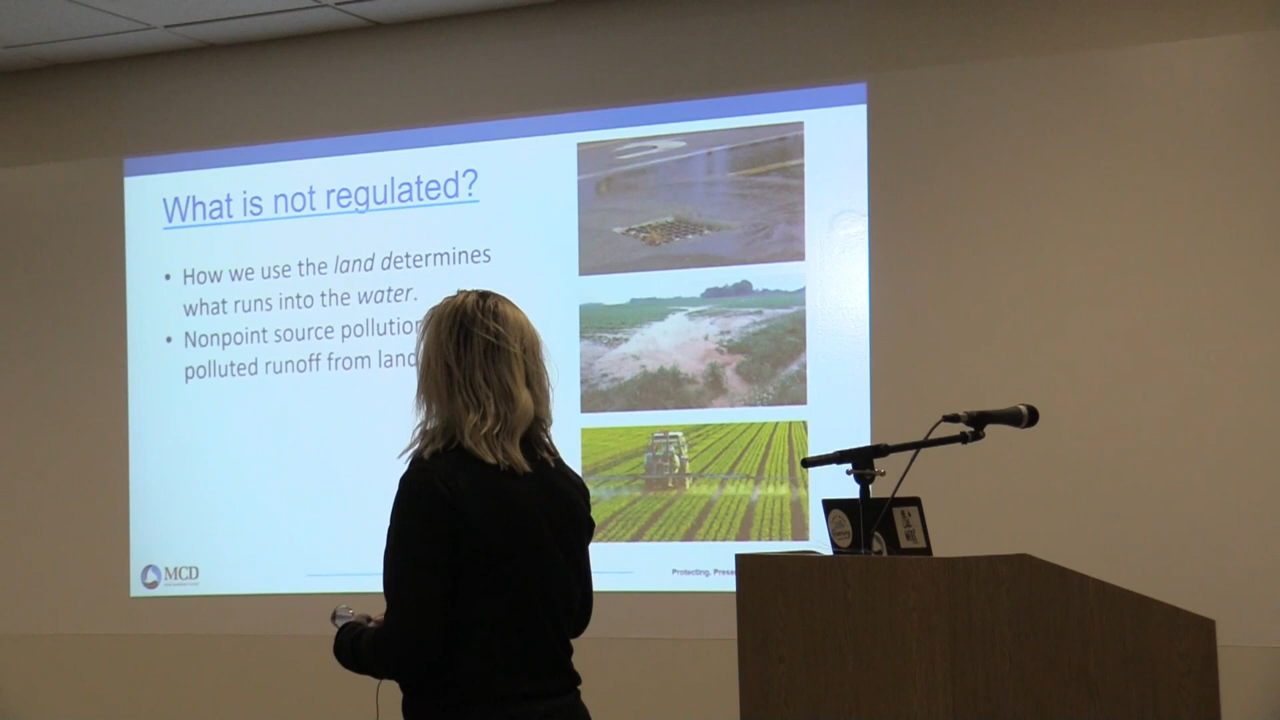 What is not regulated?
• How we use the land determines
what runs into the water.
• Nonpoint source pollution
polluted runoff from land
MCD
Protecting. Prese